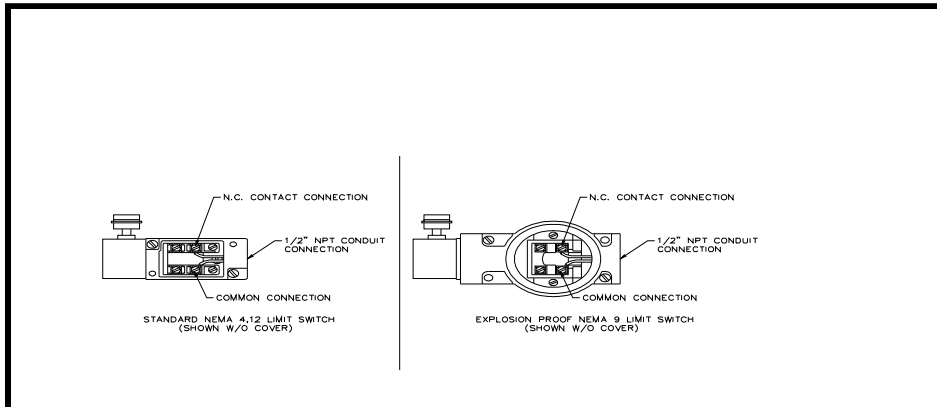 N.C. CONTACT CONNECTION
1/2" NPT CONDUIT
CONNECTION
COMMON CONNECTION
STANDARD NEMA 4,12 LIMIT SWITCH
(SHOWN W/O COVER)
N.C. CONTACT CONNECTION
1/2" NPT CONDUIT
CONNECTION
COMMON CONNECTION
EXPLOSION PROOF NEMA 9 LIMIT SWITCH
(SHOWN W/O COVER)